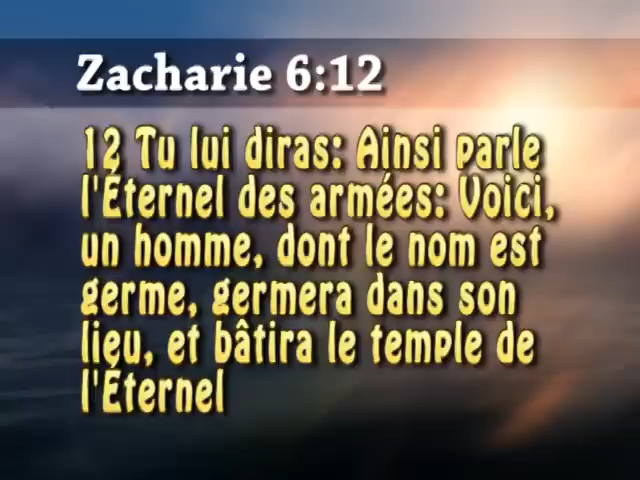 Zacharie 6:12
12 Tu lui diras: Ainsi parle
l'Éternel des armées: Voici,
un homme, dont le nom est
germe, germera dans son
lieu, et bâtira le temple de
l'Éternel